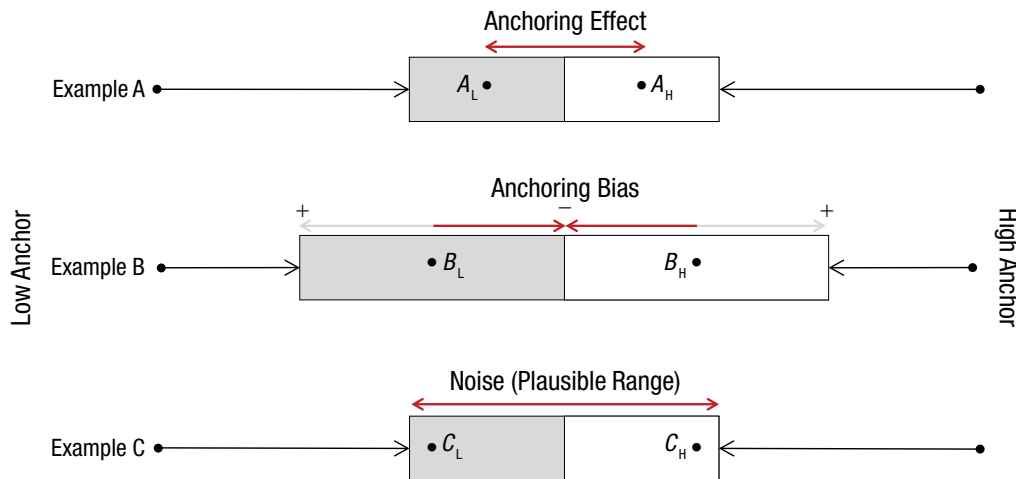 Anchoring Effect
Example A
A_L
A_H
Anchoring Bias
+
–
+
Low Anchor
Example B
B_L
B_H
High Anchor
Noise (Plausible Range)
Example C
C_L
C_H